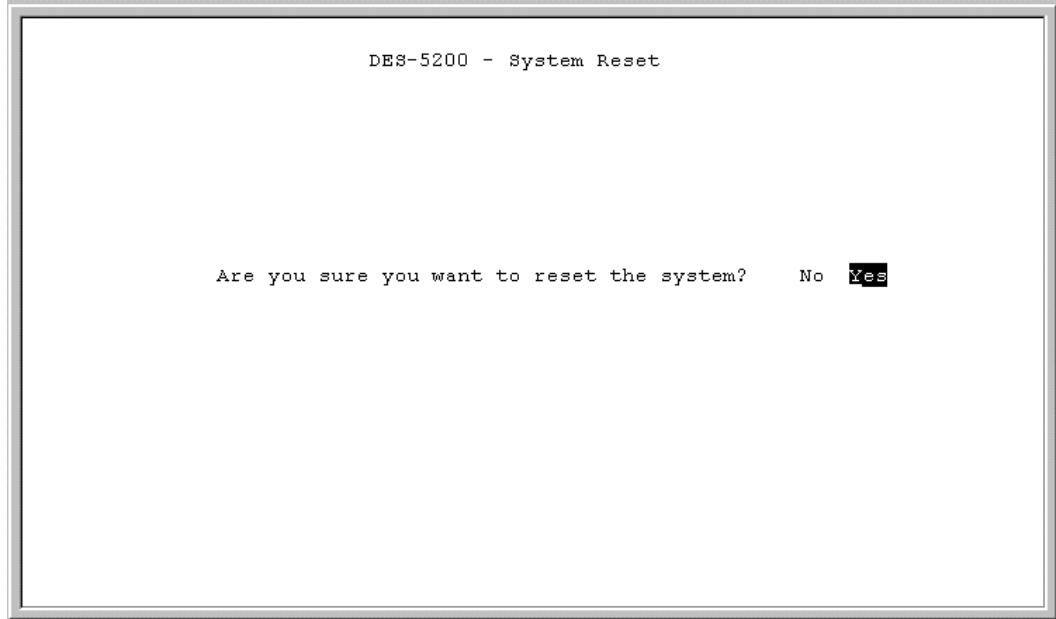 DES-5200 - System Reset
Are you sure you want to reset the system? No Yes